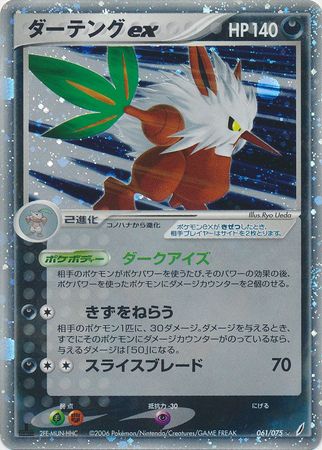 ダーテングex HP140
Illus.Ryo Ueda
2進化 コノハナから進化
ポケモンexがきぜつしたとき、
相手プレイヤーはサイドを2枚とります。
ポケボディー ダークアイズ
相手のポケモンがポケパワーを使うたび、そのパワーの効果の後、
ポケパワーを使ったポケモンにダメージカウンターを2個のせる。
きずをねらう
相手のポケモン1匹に、30ダメージ。ダメージを与えるとき、
すでにそのポケモンにダメージカウンターがのっているなら、
与えるダメージは「50」になる。
スライスブレード 70
弱点 抵抗力 -30 にげる
©2006 Pokémon/Nintendo/Creatures/GAME FREAK
061/075